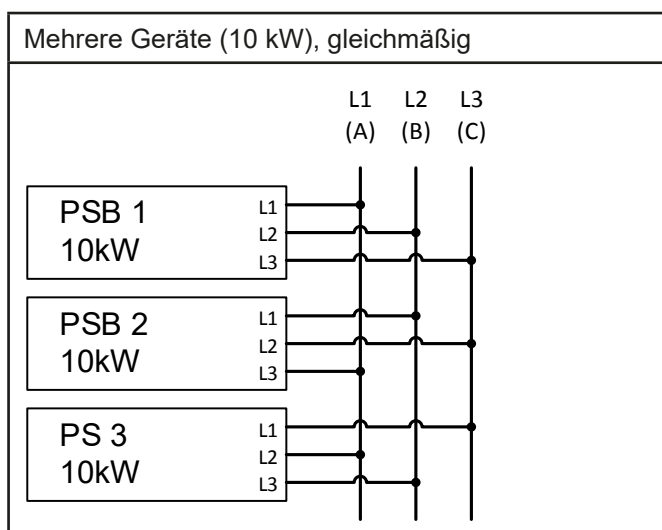 Mehrere Geräte (10 kW), gleichmäßig
L1 L2 L3
(A) (B) (C)
PSB 1
10kW
L1
L2
L3
PSB 2
10kW
L1
L2
L3
PS 3
10kW
L1
L2
L3